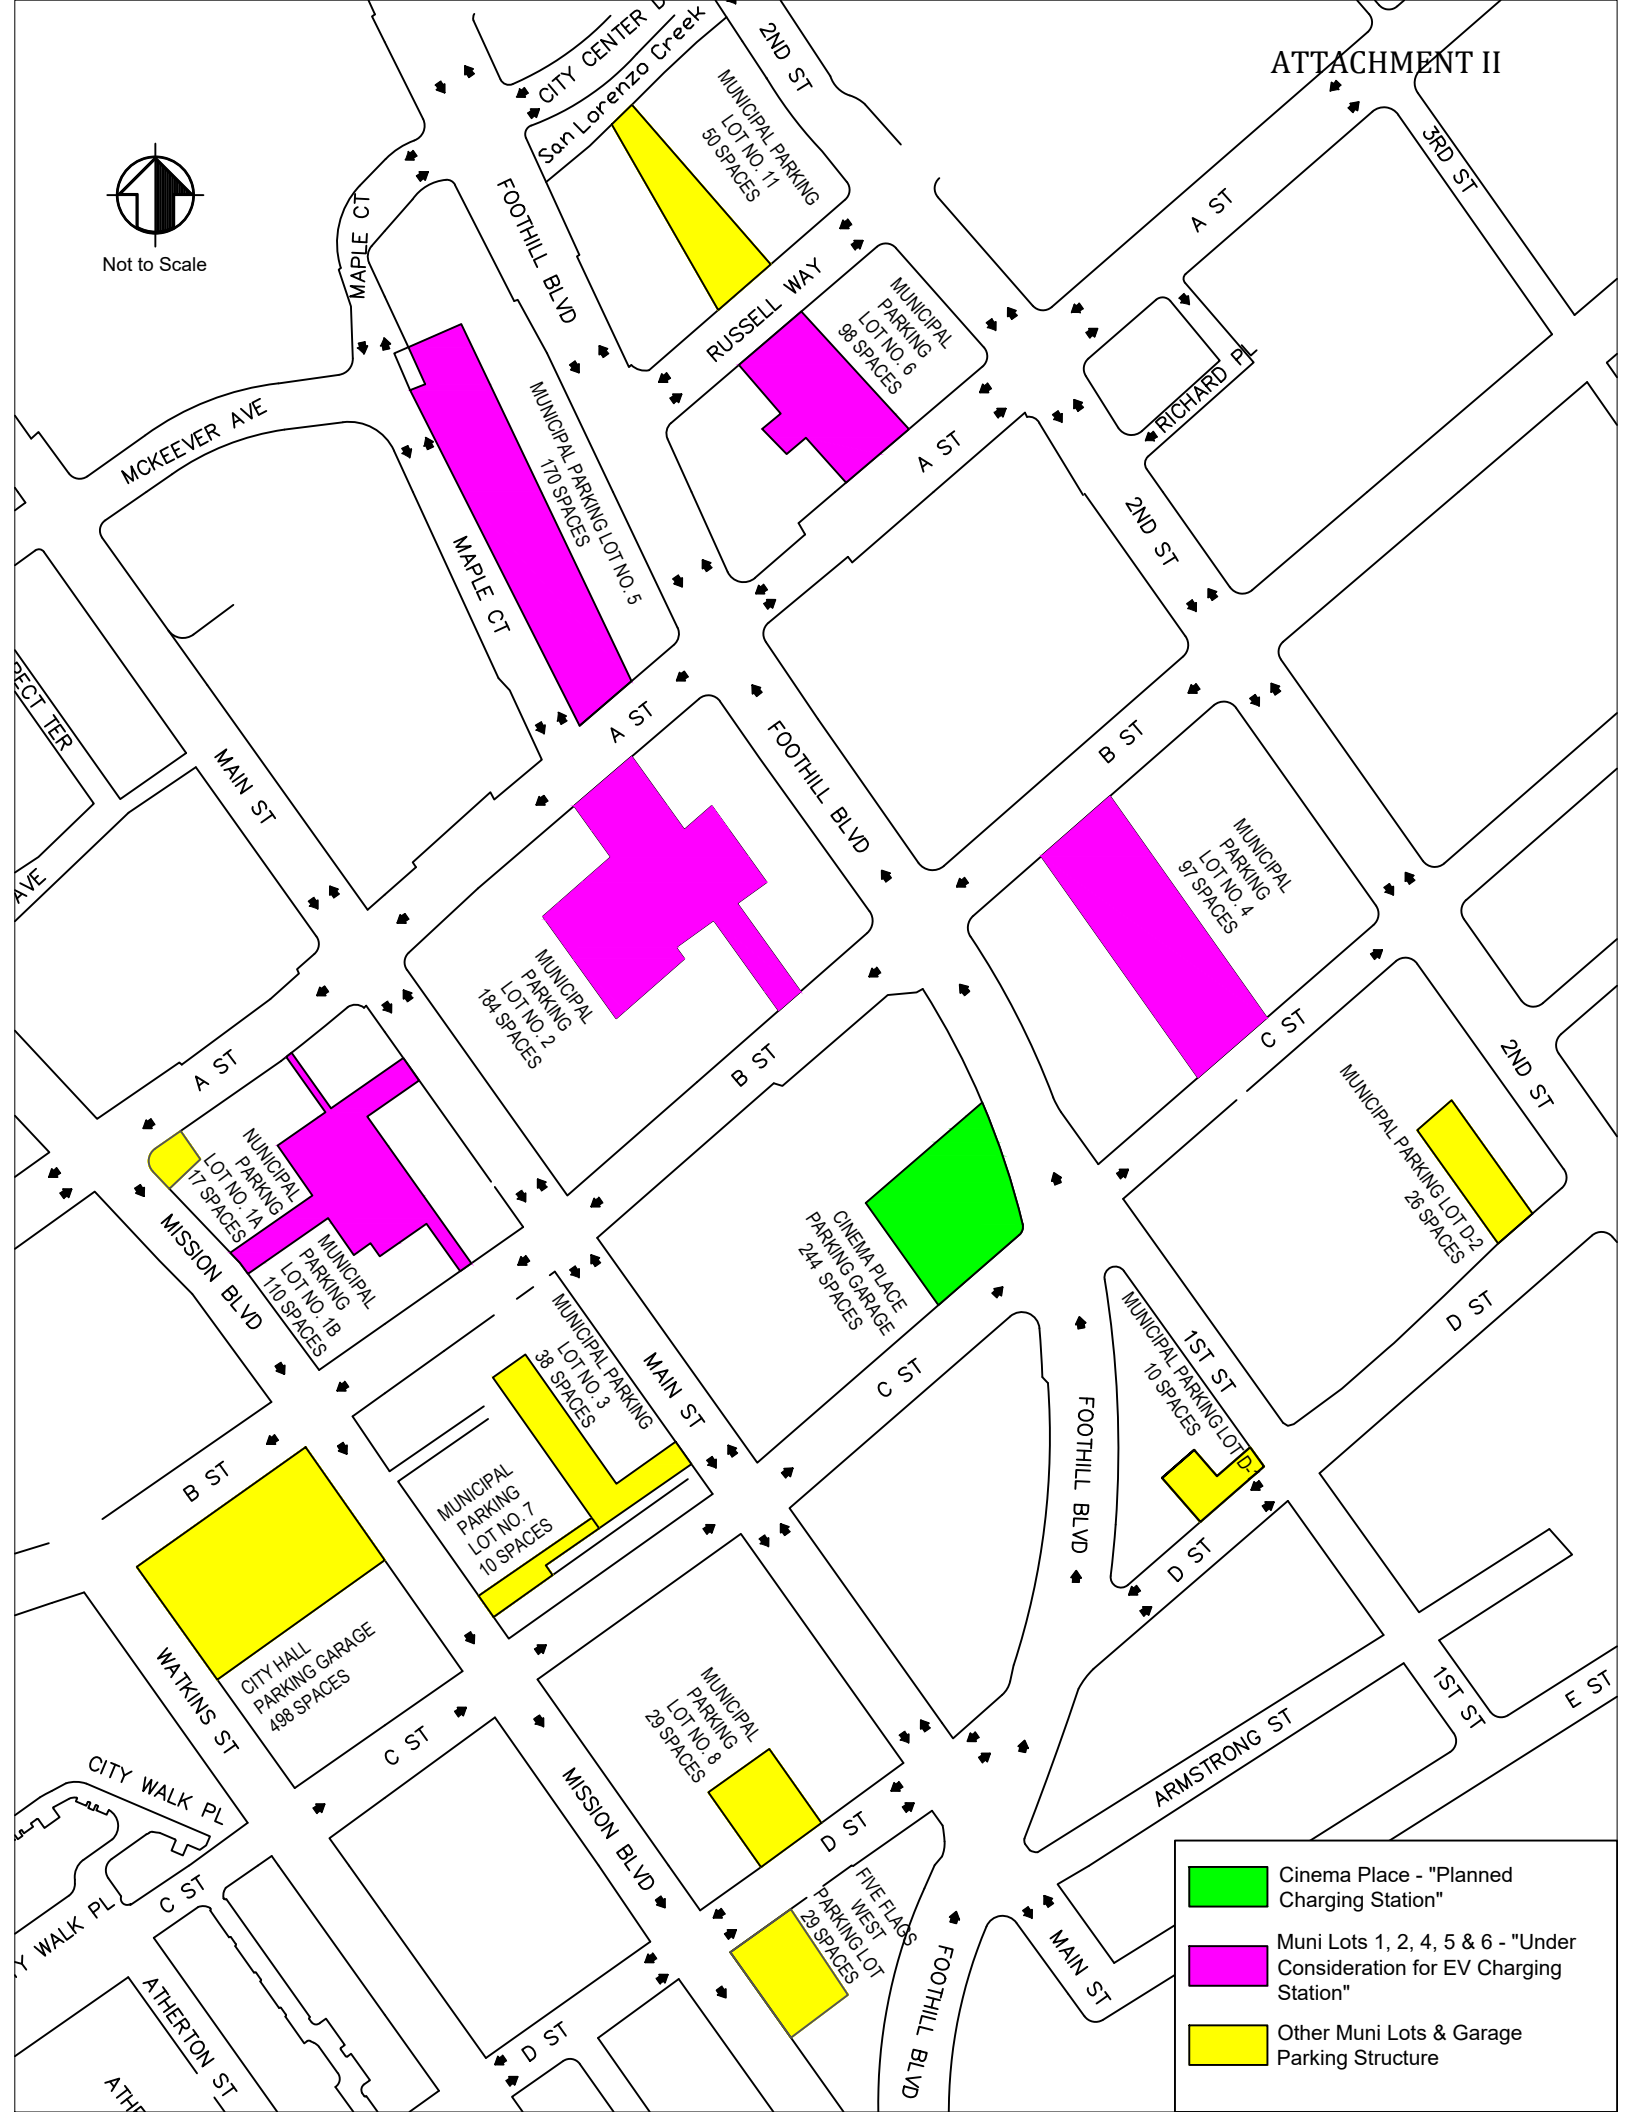 ATTACHMENT II
Not to Scale
CITY CENTER D
San Lorenzo Creek
2ND ST
MUNICIPAL PARKING
LOT NO. 11
50 SPACES
3RD ST
A ST
MAPLE CT
FOOTHILL BLVD
RUSSELL WAY
MUNICIPAL
PARKING
LOT NO. 6
98 SPACES
RICHARD PL
MCKEEVER AVE
MUNICIPAL PARKING LOT NO. 5
170 SPACES
A ST
2ND ST
MAPLE CT
RECT TER
MAIN ST
A ST
FOOTHILL BLVD
B ST
AVE
MUNICIPAL
PARKING
LOT NO. 4
97 SPACES
MUNICIPAL
PARKING
LOT NO. 2
184 SPACES
A ST
B ST
C ST
2ND ST
NUNICIPAL
PARKNG
LOT NO. 1A
17 SPACES
MUNICIPAL PARKING LOT D-2
26 SPACES
MISSION BLVD
MUNICIPAL
PARKING
LOT NO. 1B
110 SPACES
CINEMA PLACE
PARKING GARAGE
244 SPACES
D ST
MUNICIPAL PARKING
LOT NO. 3
38 SPACES
MAIN ST
C ST
1ST ST
MUNICIPAL PARKING LOT D-
10 SPACES
FOOTHILL BLVD
B ST
MUNICIPAL
PARKING
LOT NO. 7
10 SPACES
D ST
CITY HALL
PARKING GARAGE
498 SPACES
WATKINS ST
C ST
MUNICIPAL
PARKING
LOT NO. 8
29 SPACES
1ST ST
E ST
ARMSTRONG ST
CITY WALK PL
MISSION BLVD
D ST
C ST
Y WALK PL
FIVE FLAGS
WEST
PARKING LOT
29 SPACES
FOOTHILL BLVD
MAIN ST
ATHERTON ST
D ST
ATHE
Cinema Place - "Planned
Charging Station"
Muni Lots 1, 2, 4, 5 & 6 - "Under
Consideration for EV Charging
Station"
Other Muni Lots & Garage
Parking Structure